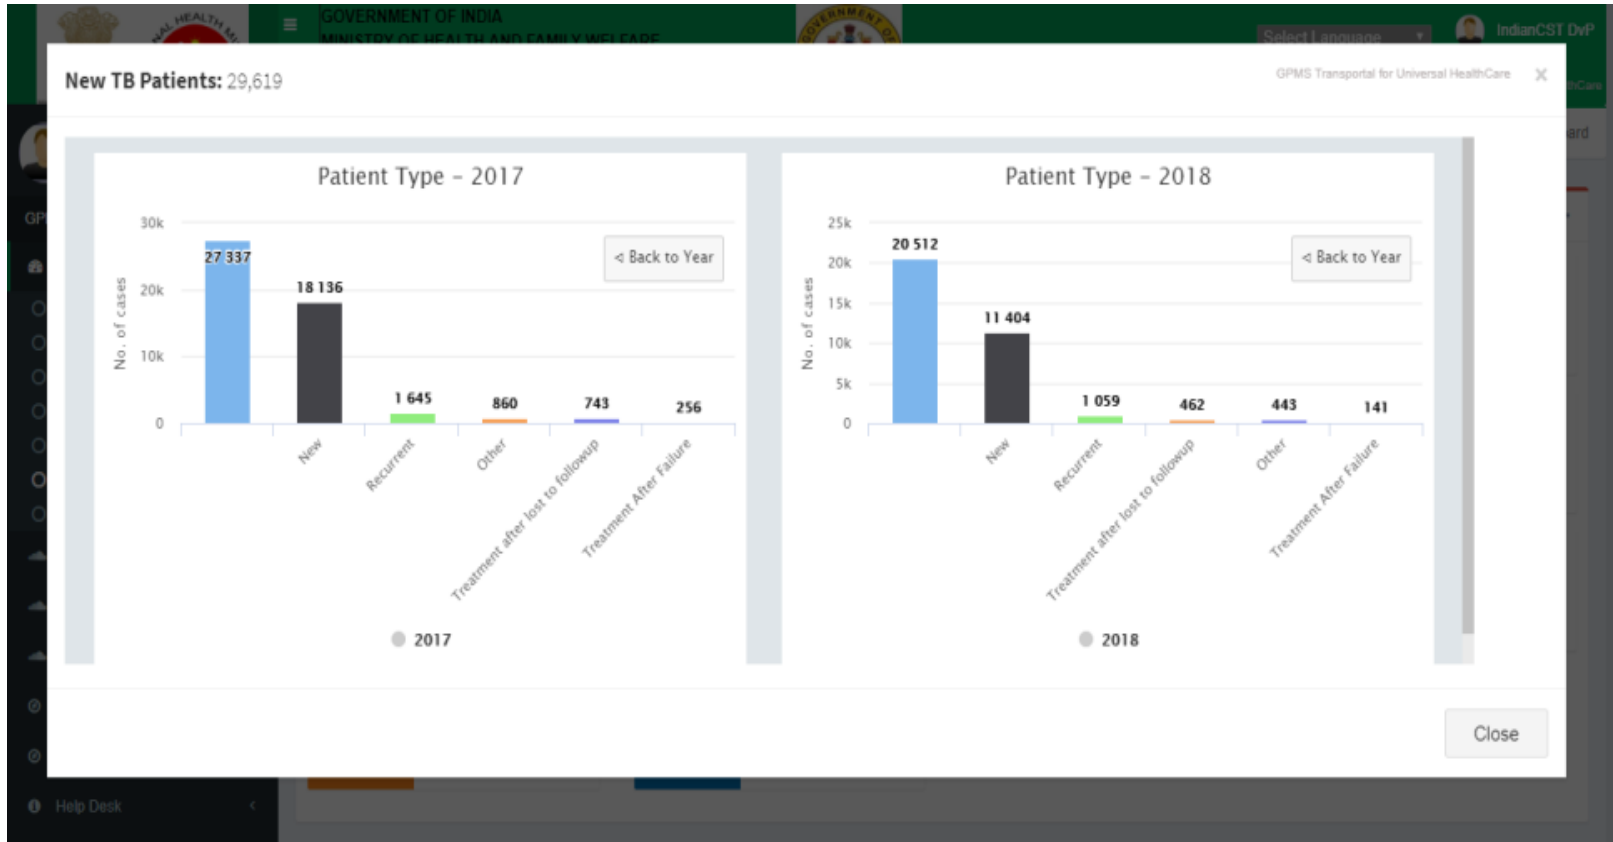 GOVERNMENT OF INDIA
MINISTRY OF HEALTH AND FAMILY WELFARE
Select Language
IndianCST DvP
New TB Patients: 29,619
GPMS Transportal for Universal HealthCare
Patient Type – 2017
No. of cases
30k
20k
10k
0
27 337
18 136
1 645
860
743
256
< Back to Year
New
Recurrent
Other
Treatment after lost to followup
Treatment After Failure
2017
Patient Type – 2018
No. of cases
25k
20k
15k
10k
5k
0
20 512
11 404
1 059
462
443
141
< Back to Year
New
Recurrent
Treatment after lost to followup
Other
Treatment After Failure
2018
Close
Help Desk